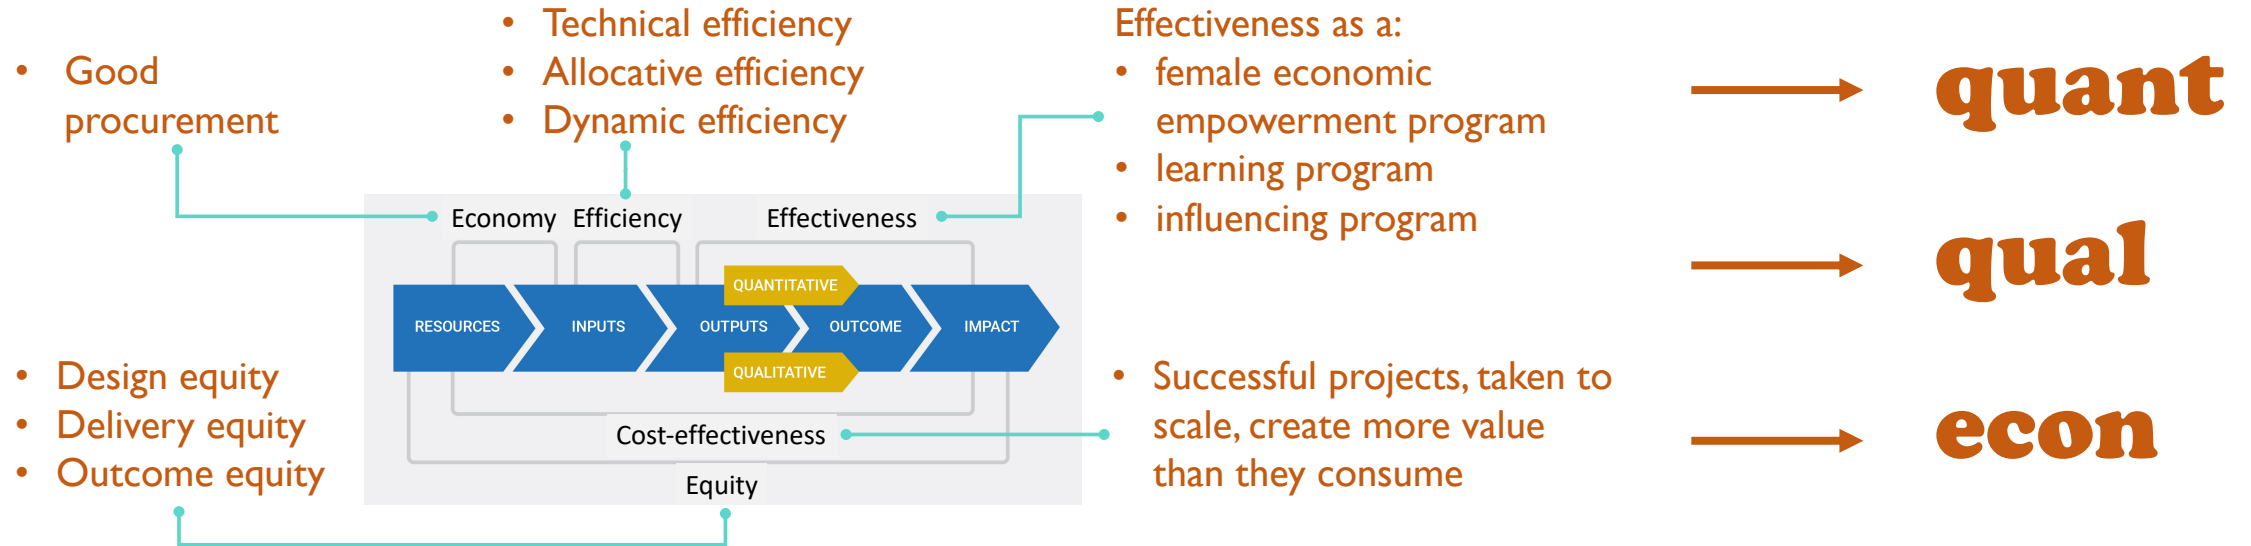 • Good
procurement
• Technical efficiency
• Allocative efficiency
• Dynamic efficiency
Effectiveness as a:
• female economic
empowerment program
• learning program
• influencing program
quant
qual
econ
Economy
Efficiency
Effectiveness
QUANTITATIVE
RESOURCES
INPUTS
OUTPUTS
OUTCOME
IMPACT
QUALITATIVE
Cost-effectiveness
Equity
• Design equity
• Delivery equity
• Outcome equity
• Successful projects, taken to
scale, create more value
than they consume